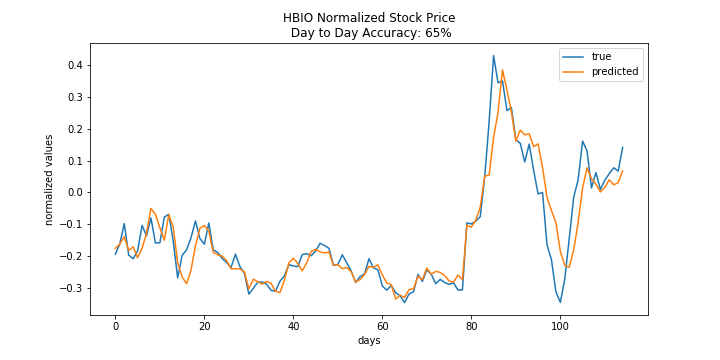 HBIO Normalized Stock Price
Day to Day Accuracy: 65%
true
predicted
normalized values
0.4
0.3
0.2
0.1
0.0
−0.1
−0.2
−0.3
0
20
40
60
80
100
days